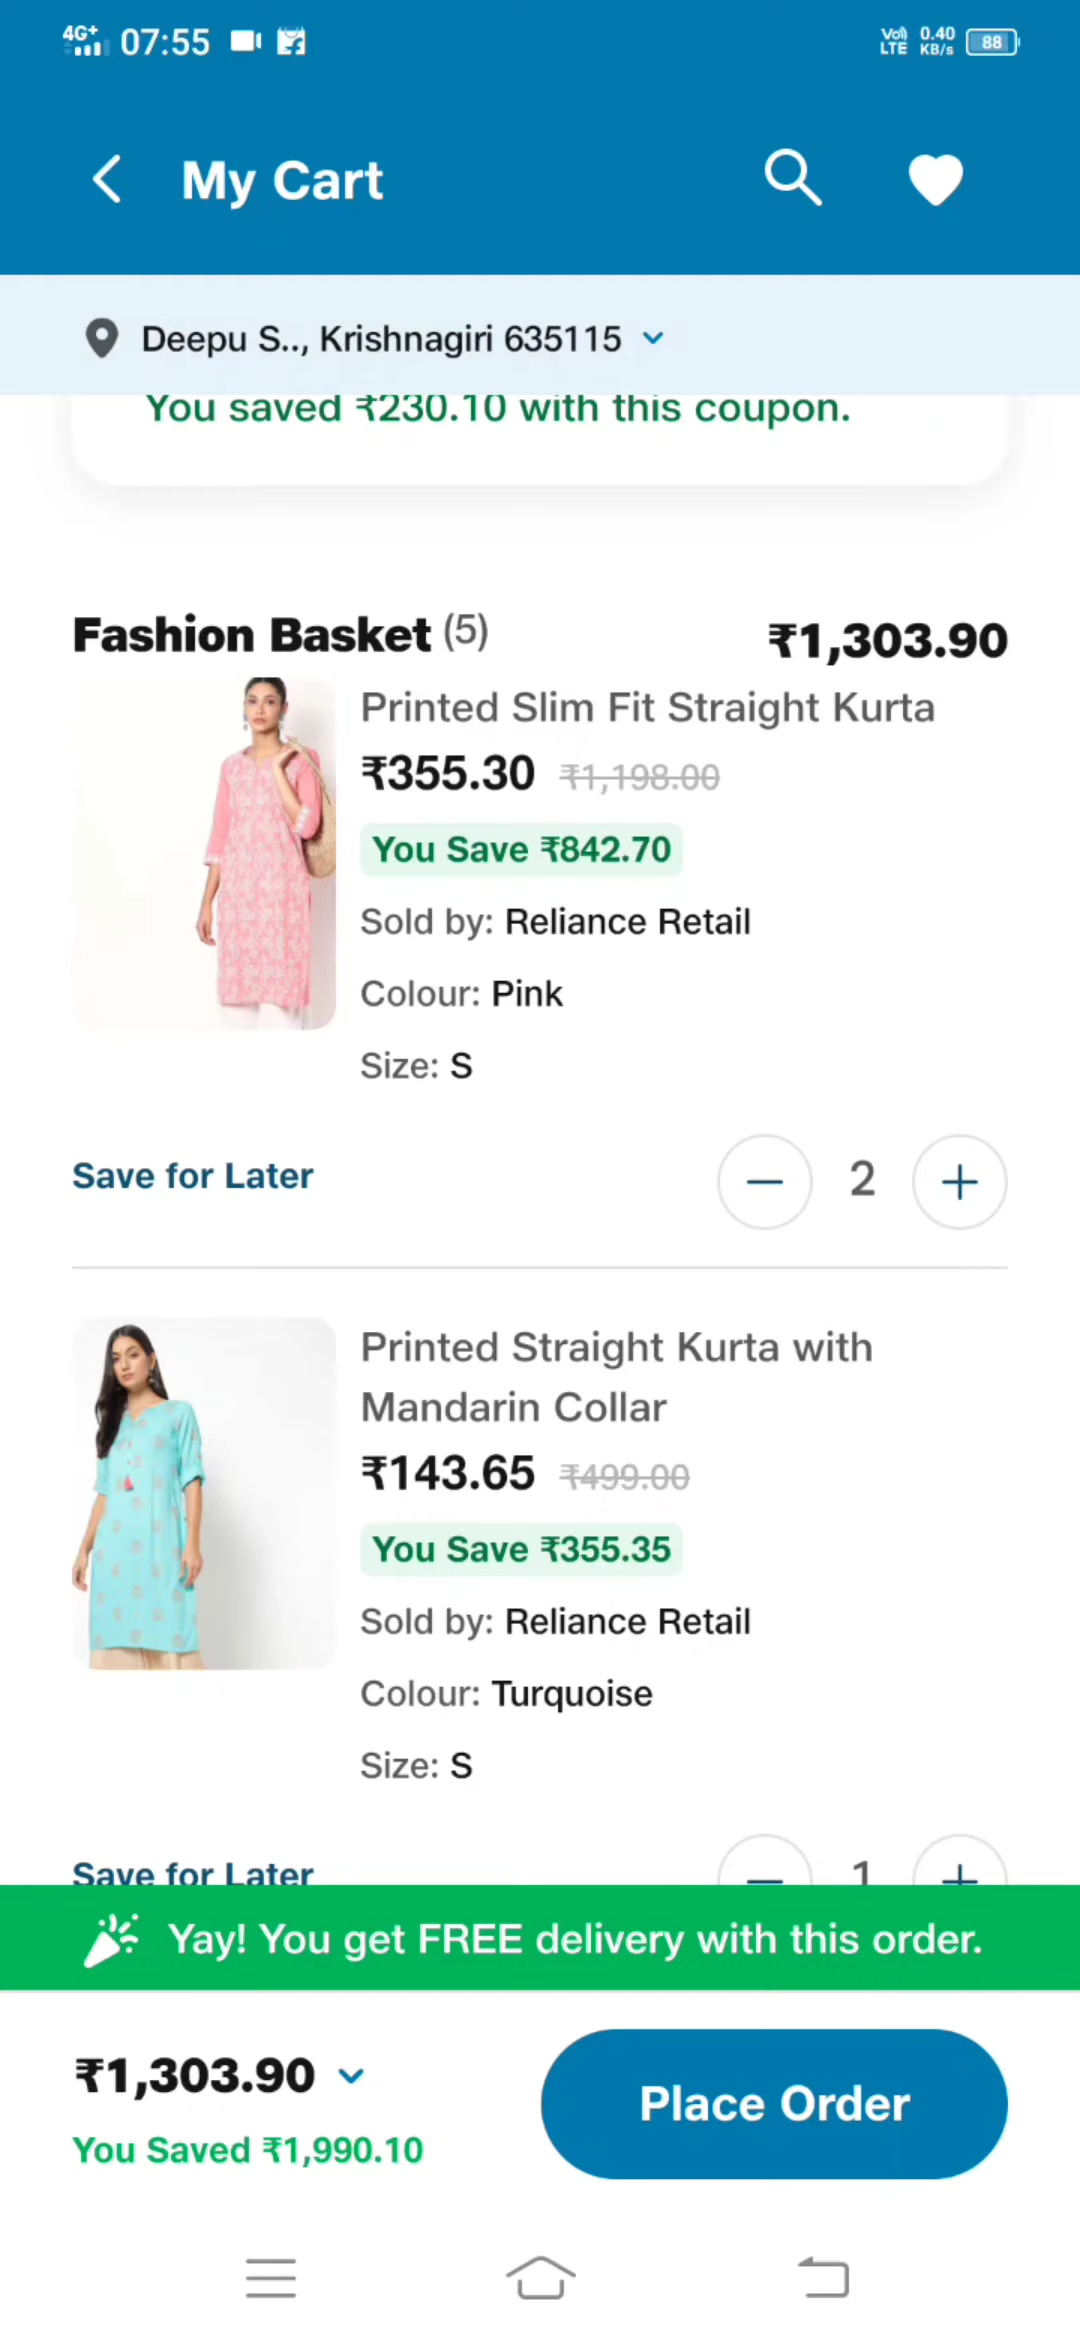 4G+ 07:55 Vo) LTE 0.40 KB/s 88
My Cart
Deepu S.., Krishnagiri 635115
You saved ₹230.10 with this coupon.
Fashion Basket (5) ₹1,303.90
Printed Slim Fit Straight Kurta
₹355.30 ₹1,198.00
You Save ₹842.70
Sold by: Reliance Retail
Colour: Pink
Size: S
Save for Later 2
Printed Straight Kurta with
Mandarin Collar
₹143.65 ₹499.00
You Save ₹355.35
Sold by: Reliance Retail
Colour: Turquoise
Size: S
Save for Later 1
Yay! You get FREE delivery with this order.
₹1,303.90
Place Order
You Saved ₹1,990.10